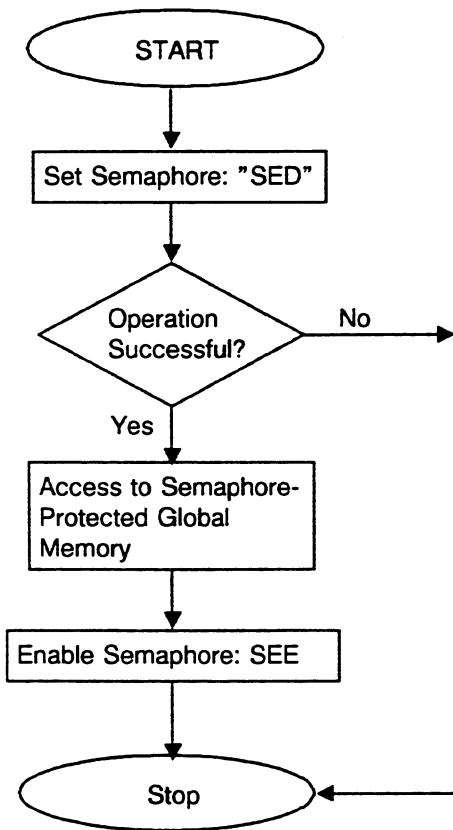 START
Set Semaphore: "SED"
Operation
Successful?
No
Yes
Access to Semaphore-
Protected Global
Memory
Enable Semaphore: SEE
Stop